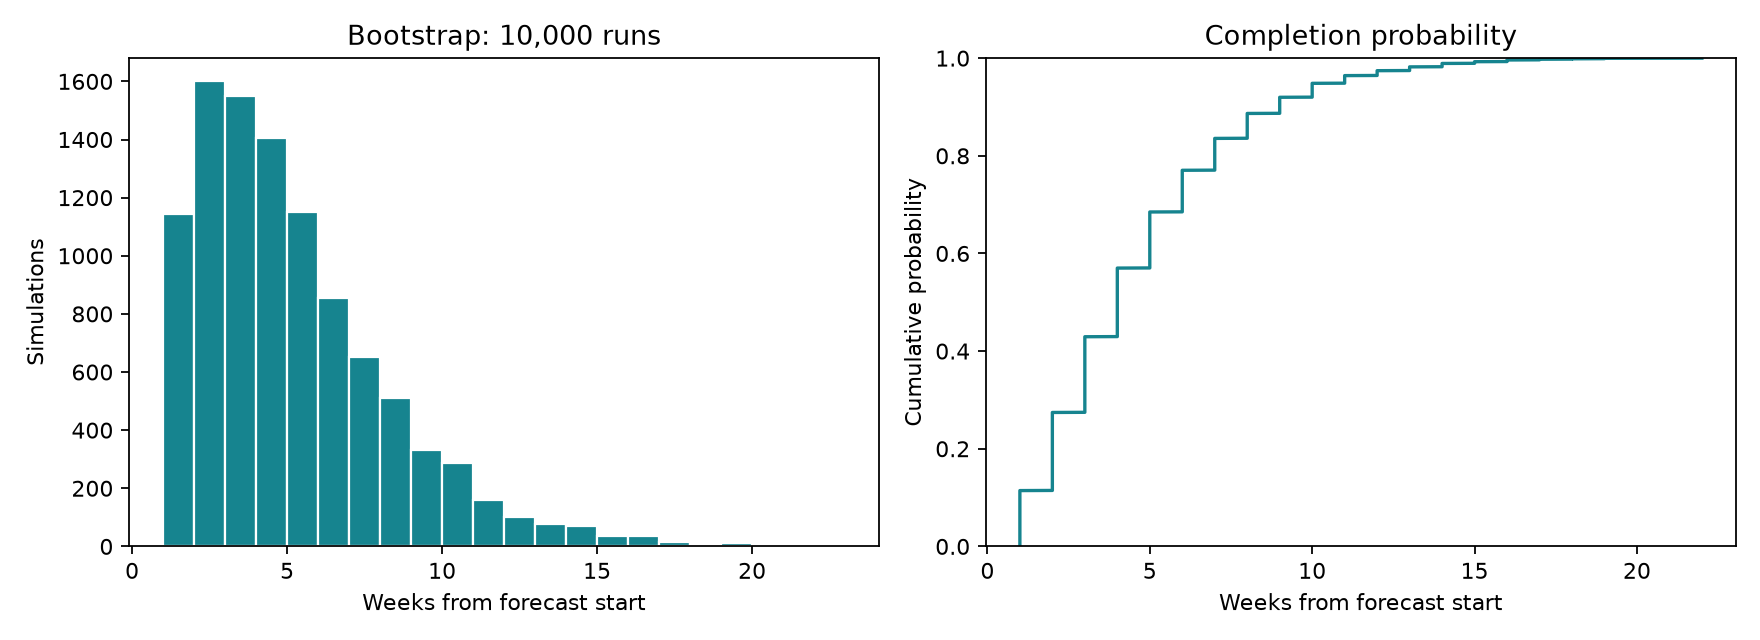 Bootstrap: 10,000 runs
Simulations
1600
1400
1200
1000
800
600
400
200
0
0 5 10 15 20
Weeks from forecast start
Completion probability
Cumulative probability
1.0
0.8
0.6
0.4
0.2
0.0
0 5 10 15 20
Weeks from forecast start